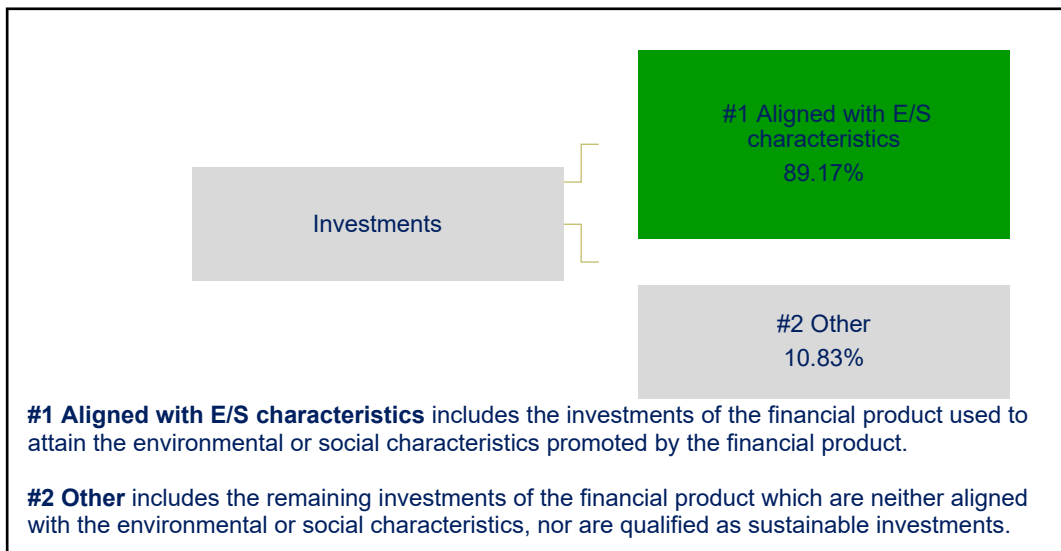 #1 Aligned with E/S
characteristics
89.17%
Investments
#2 Other
10.83%
#1 Aligned with E/S characteristics includes the investments of the financial product used to
attain the environmental or social characteristics promoted by the financial product.
#2 Other includes the remaining investments of the financial product which are neither aligned
with the environmental or social characteristics, nor are qualified as sustainable investments.